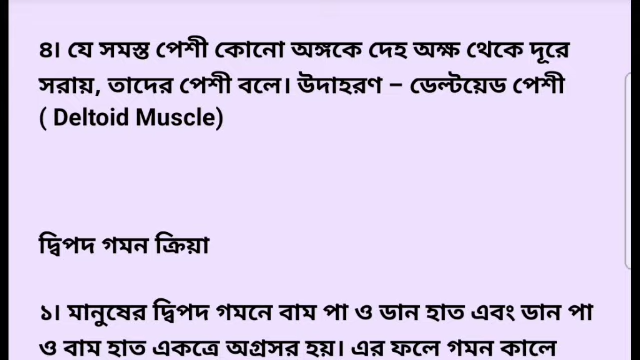 ৪। যে সমস্ত পেশী কোনো অঙ্গকে দেহ অক্ষ থেকে দূরে
সরায়, তাদের পেশী বলে। উদাহরণ – ডেল্টয়েড পেশী
( Deltoid Muscle)
দ্বিপদ গমন ক্রিয়া
১। মানুষের দ্বিপদ গমনে বাম পা ও ডান হাত এবং ডান পা
ও বাম হাত একত্রে অগ্রসর হয়। এর ফলে গমন কালে